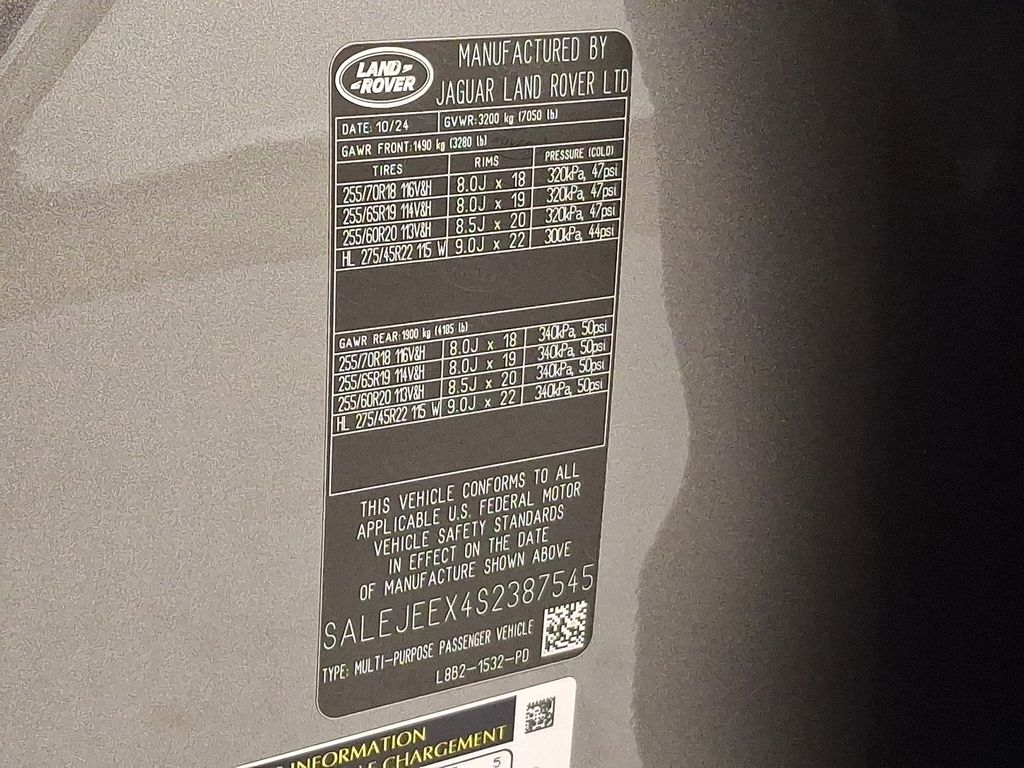 LAND ROVER
MANUFACTURED BY
JAGUAR LAND ROVER LTD
DATE: 10/24 GVWR: 3200 kg (7050 lb)
GAWR FRONT: 1490 kg (3280 lb)
TIRES RIMS PRESSURE (COLD)
255/70R18 116V&H 8.0J x 18 320kPa, 47psi
255/65R19 114V&H 8.0J x 19 320kPa, 47psi
255/60R20 113V&H 8.5J x 20 320kPa, 47psi
HL 275/45R22 115 W 9.0J x 22 300kPa, 44psi
GAWR REAR: 1900 kg (4185 lb)
255/70R18 116V&H 8.0J x 18 340kPa, 50psi
255/65R19 114V&H 8.0J x 19 340kPa, 50psi
255/60R20 113V&H 8.5J x 20 340kPa, 50psi
HL 275/45R22 115 W 9.0J x 22 340kPa, 50psi
THIS VEHICLE CONFORMS TO ALL
APPLICABLE U.S. FEDERAL MOTOR
VEHICLE SAFETY STANDARDS
IN EFFECT ON THE DATE
OF MANUFACTURE SHOWN ABOVE
SALEJEEX4S2387545
TYPE: MULTI-PURPOSE PASSENGER VEHICLE
L8B2-1532-PD
INFORMATION
CHARGEMENT
5